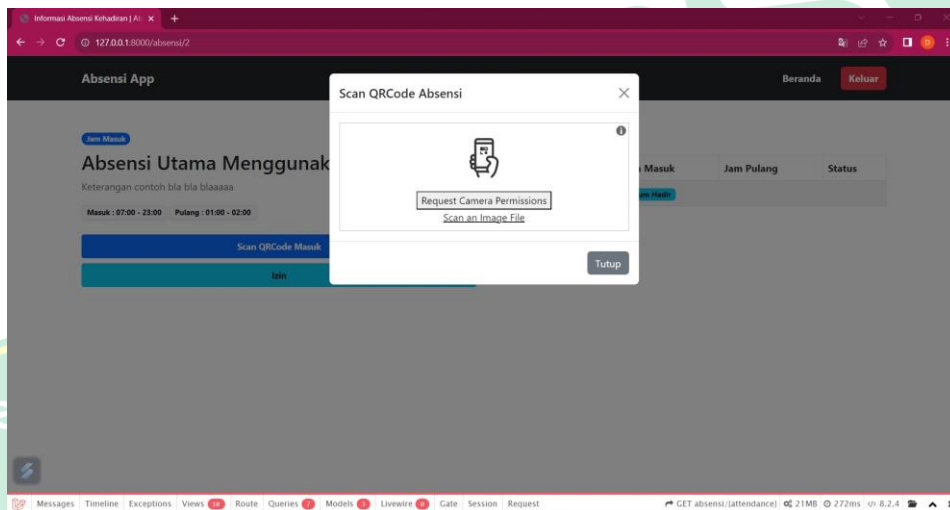 Informasi Absensi Kehadiran | Al
127.0.0.1:8000/absensi/2
D
Absensi App
Beranda
Keluar
Scan QRCode Absensi
Request Camera Permissions
Scan an Image File
Tutup
Jam Masuk
Absensi Utama Menggunak
Keterangan contoh bla bla blaaaaa
Masuk : 07:00 - 23:00 Pulang : 01:00 - 02:00
Scan QRCode Masuk
Izin
Masuk Jam Pulang Status
Hadir
Messages Timeline Exceptions Views Route Queries Models Livewire Gate Session Request
GET absensi/{attendance} 21MB 272ms 8.2.4